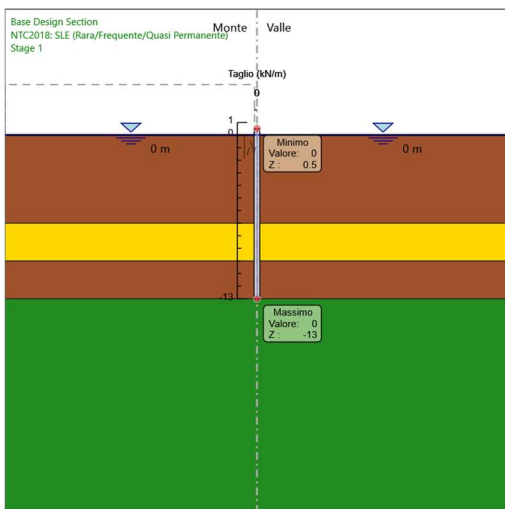 Base Design Section
NTC2018: SLE (Rara/Frequente/Quasi Permanente)
Stage 1
Monte
Valle
Taglio (kN/m)
0
1
0
0 m
0 m
Minimo
Valore: 0
Z : 0.5
-13
Massimo
Valore: 0
Z : -13